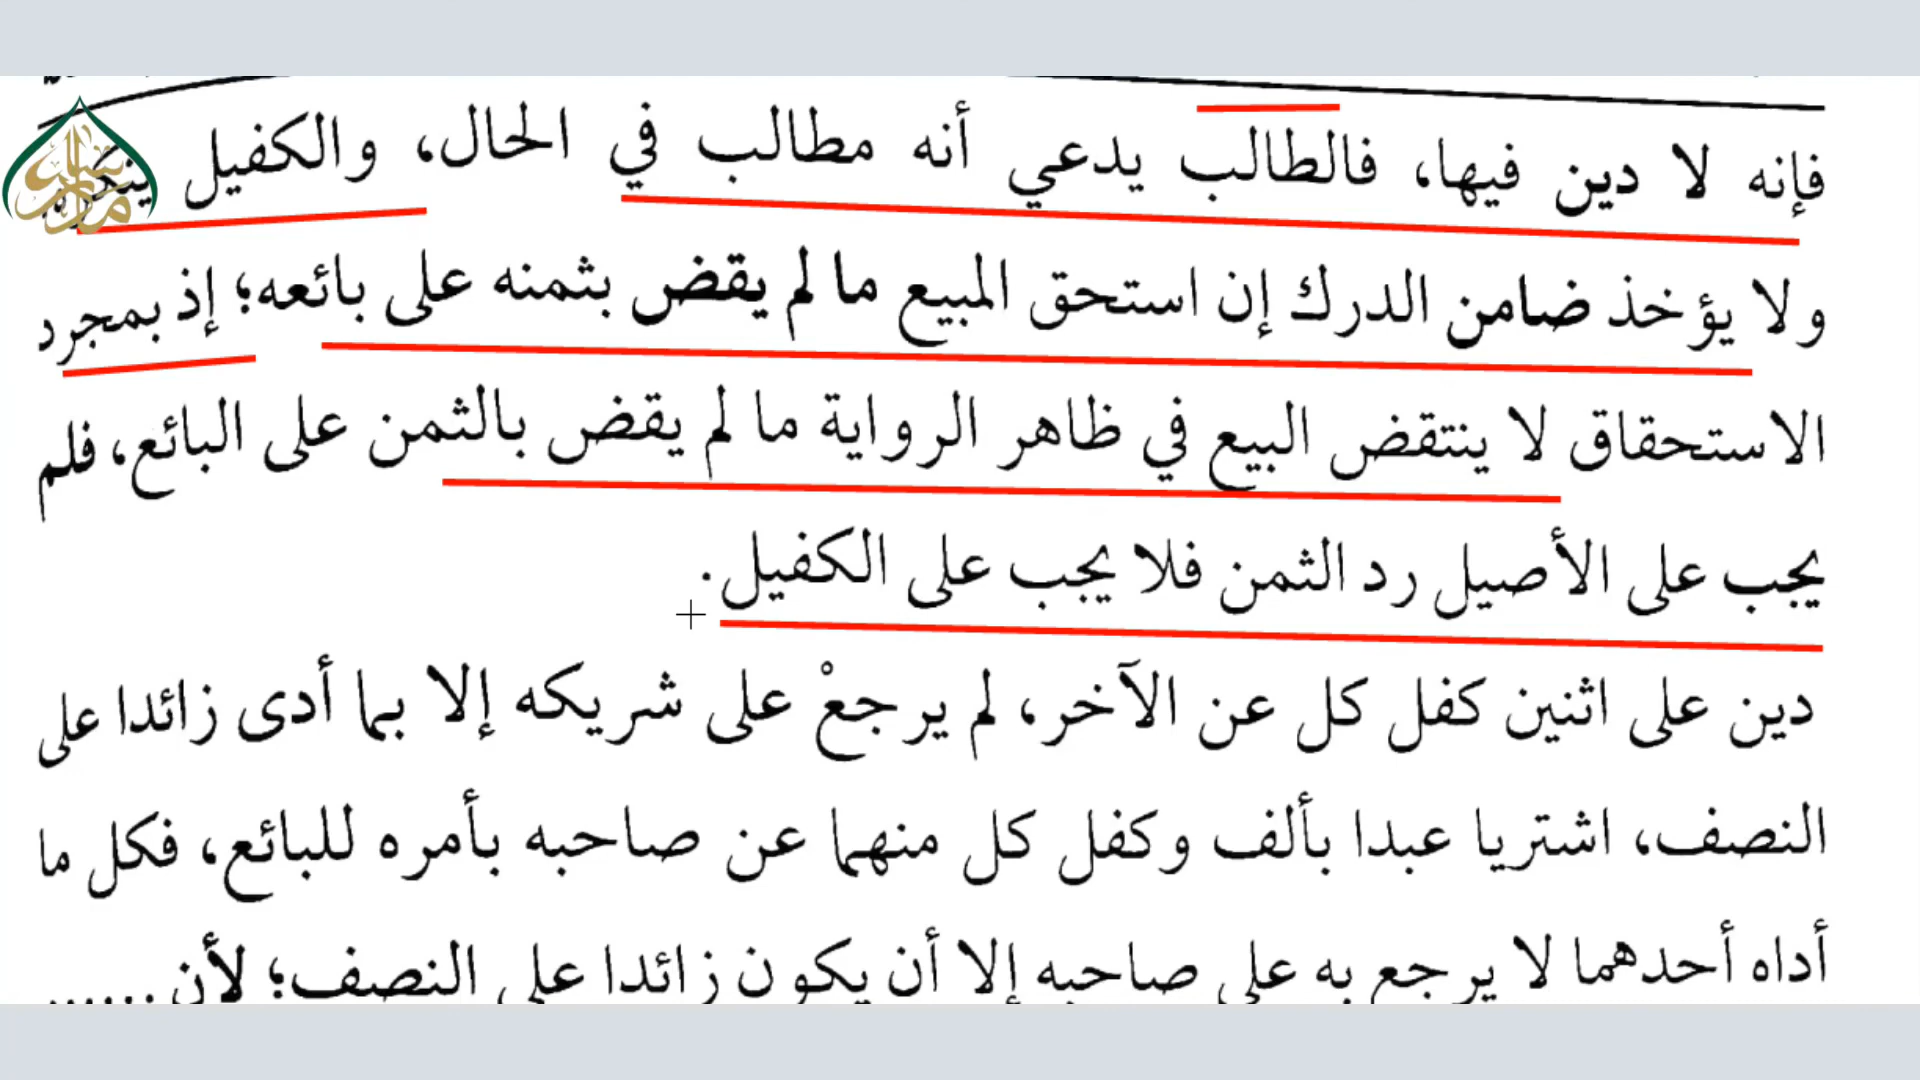 فإنه لا دين فيها، فالطالب يدعي أنه مطالب في الحال، والكفيل ينكره
ولا يؤخذ ضامن الدرك إن استحق المبيع ما لم يقض بثمنه على بائعه؛ إذ بمجرد
الاستحقاق لا ينتقض البيع في ظاهر الرواية ما لم يقض بالثمن على البائع، فلم
يجب على الأصيل رد الثمن فلا يجب على الكفيل.
دين على اثنين كفل كل عن الآخر، لم يرجعْ على شريكه إلا بما أدى زائدا على
النصف، اشتريا عبدا بألف وكفل كل منهما عن صاحبه بأمره للبائع، فكل ما
أداه أحدهما لا يرجع به على صاحبه إلا أن يكون زائدا على النصف؛ لأن ......